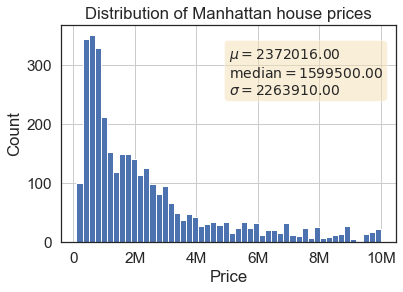 Distribution of Manhattan house prices
μ = 2372016.00
median = 1599500.00
σ = 2263910.00
Count
300
200
100
0
0 2M 4M 6M 8M 10M
Price